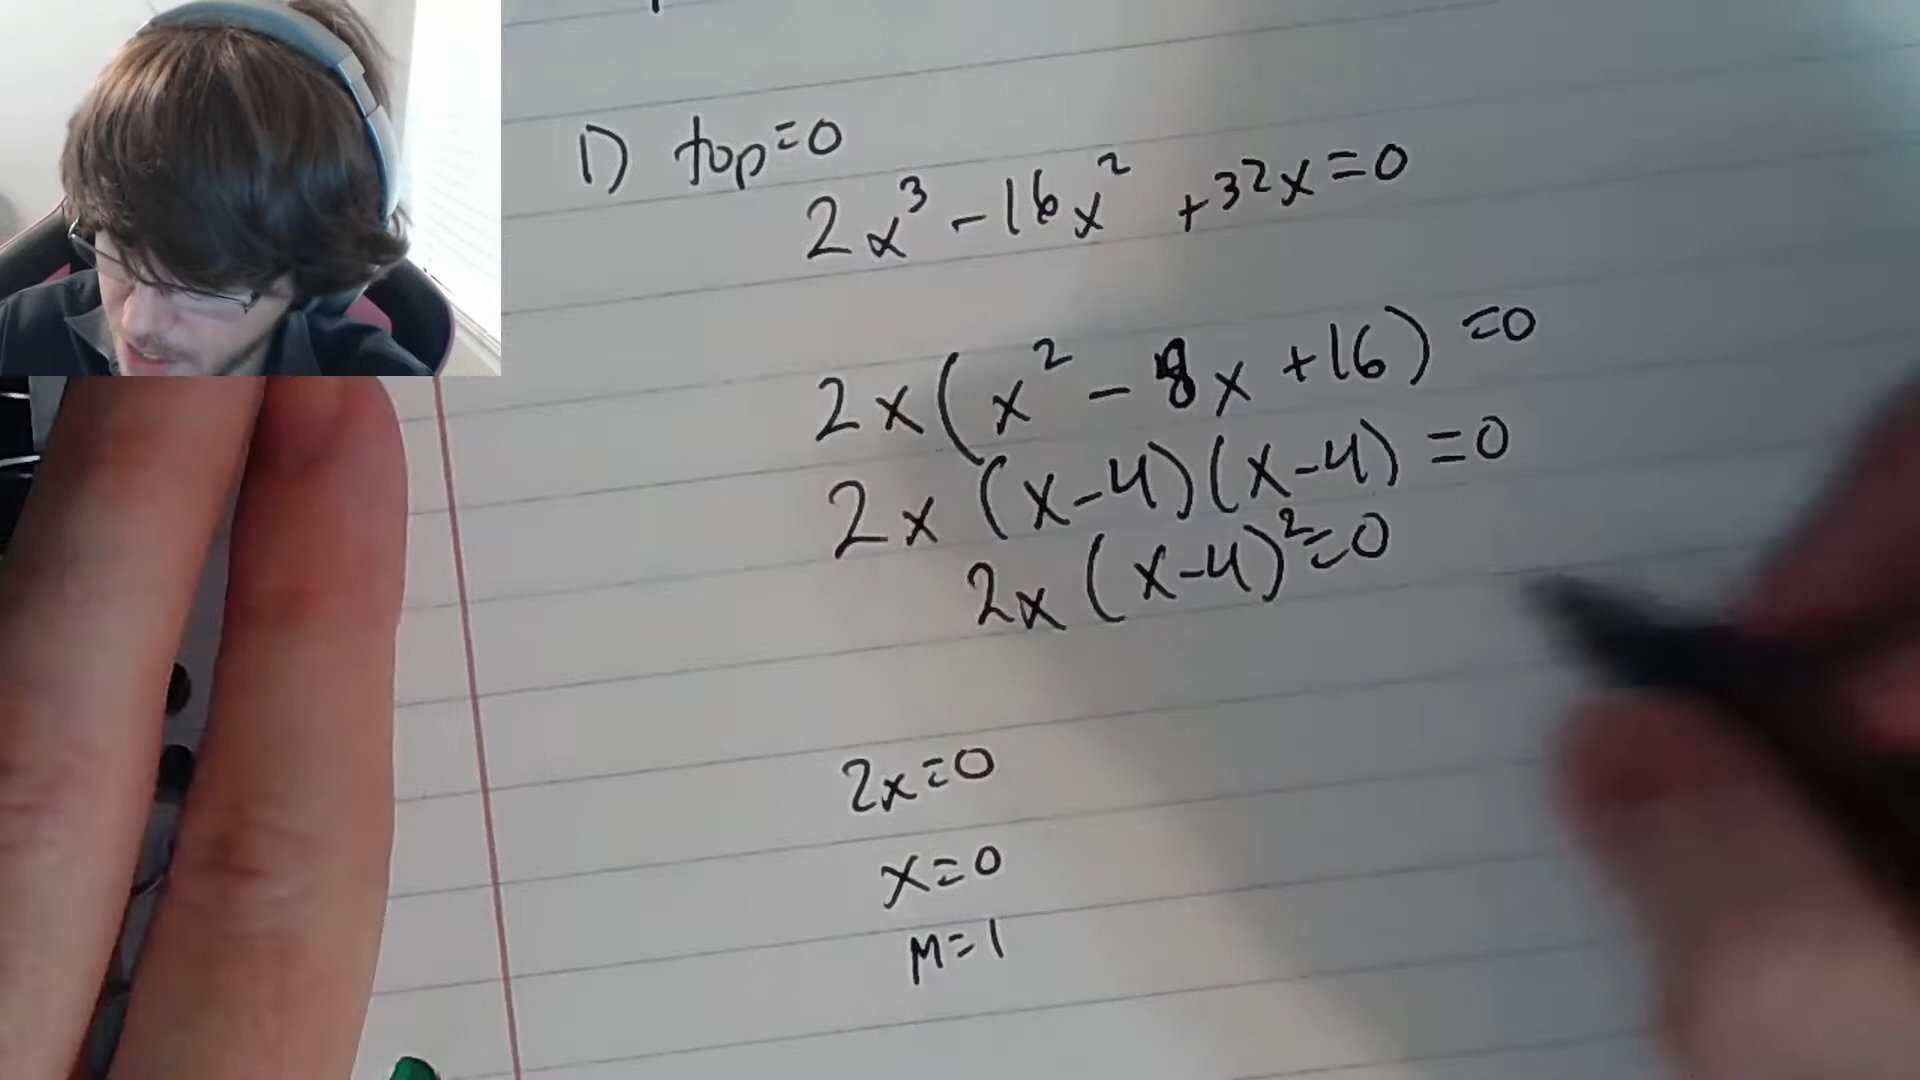 1) top=0
2x³ - 16x² + 32x = 0
2x(x² - 8x + 16) = 0
2x(x-4)(x-4) = 0
2x(x-4)² = 0
2x=0
x=0
M=1